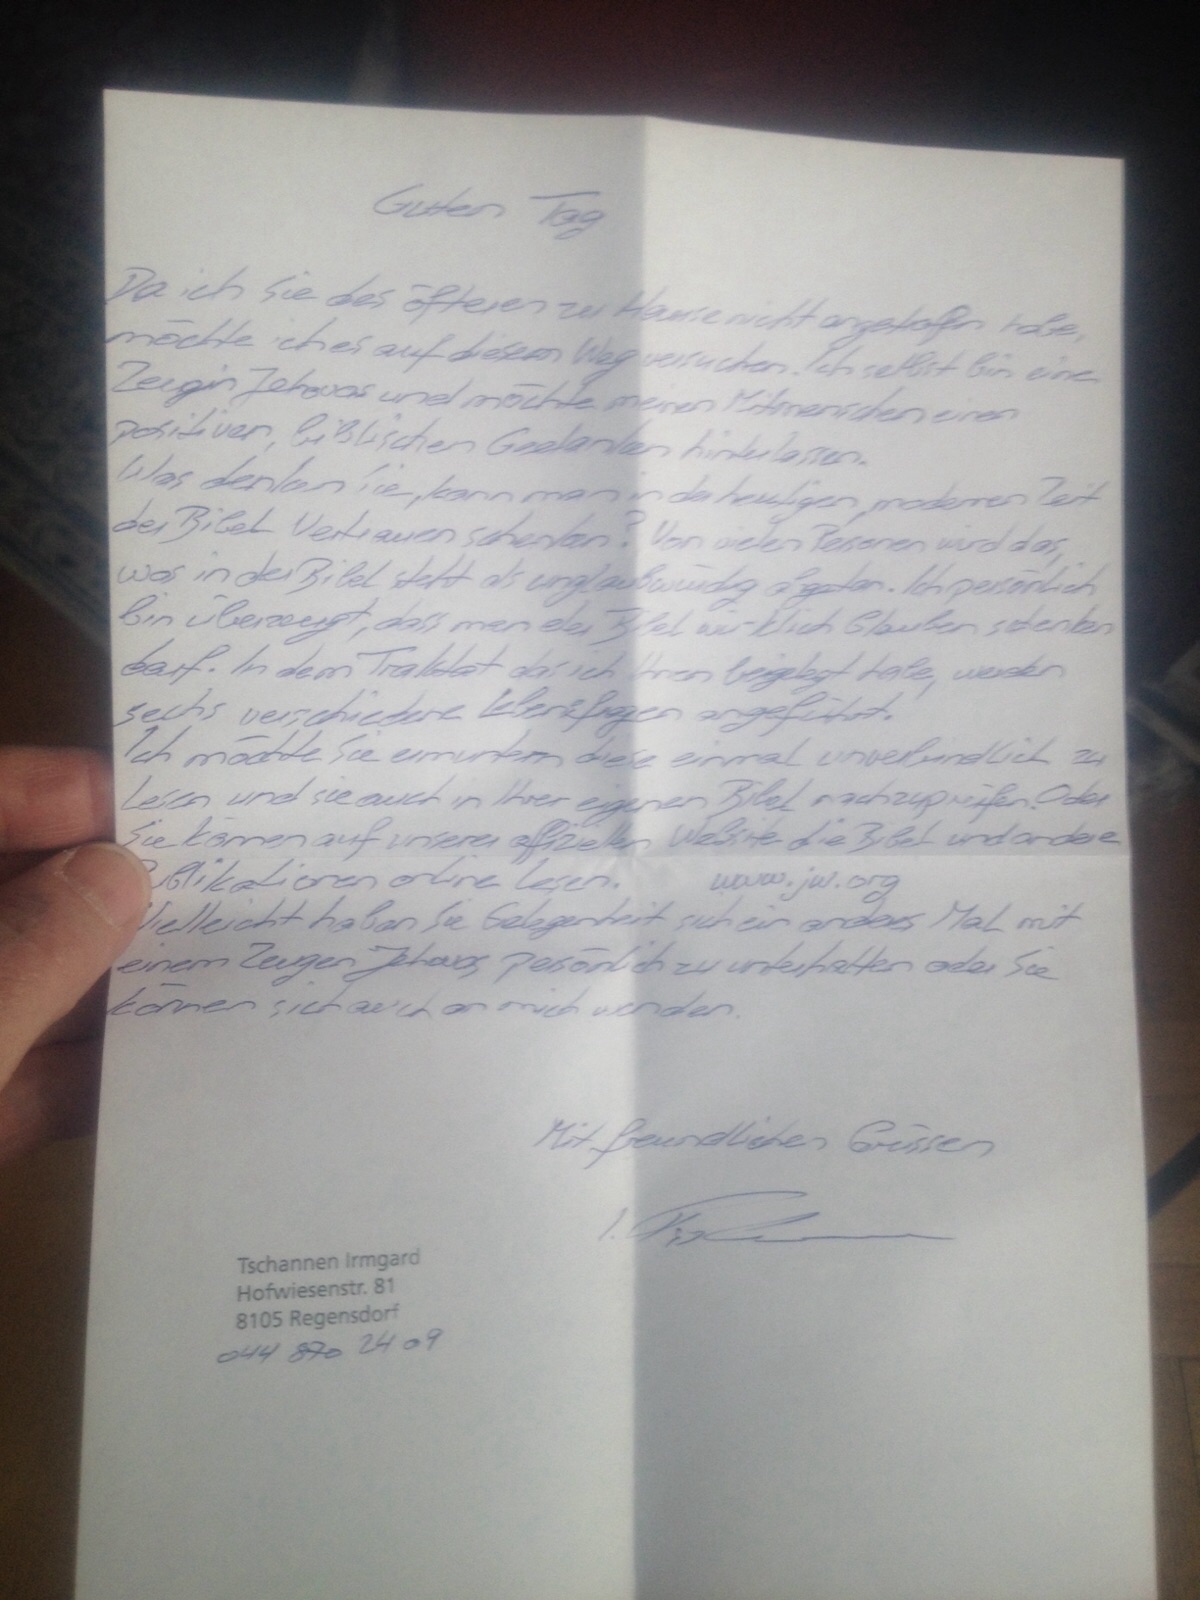 Guten Tag
Da ich Sie des öfteren zu Hause nicht angetroffen habe,
möchte ich es auf diesem Weg versuchen. Ich selbst bin eine
Zeugin Jehovas und möchte meinen Mitmenschen einen
positiven, biblischen Gedanken hinterlassen.
Was denken Sie, kann man in der heutigen, modernen Zeit
der Bibel Vertrauen schenken? Von vielen Personen wird das,
was in der Bibel steht als unglaubwürdig abgetan. Ich persönlich
bin überzeugt, dass man der Bibel wirklich Glauben schenken
darf. In dem Traktat das ich Ihnen beigelegt habe, werden
sechs verschiedene Lebensfragen angeführt.
Ich möchte Sie ermuntern diese einmal unverbindlich zu
lesen und sie auch in Ihrer eigenen Bibel nachzuprüfen. Oder
Sie können auf unserer offiziellen Website die Bibel und andere
Publikationen online lesen. www.jw.org
Vielleicht haben Sie Gelegenheit sich ein anderes Mal mit
einem Zeugen Jehovas persönlich zu unterhalten oder Sie
können sich auch an mich wenden.
Mit freundlichen Grüssen
Tschannen Irmgard
Hofwiesenstr. 81
8105 Regensdorf
044 870 24 09